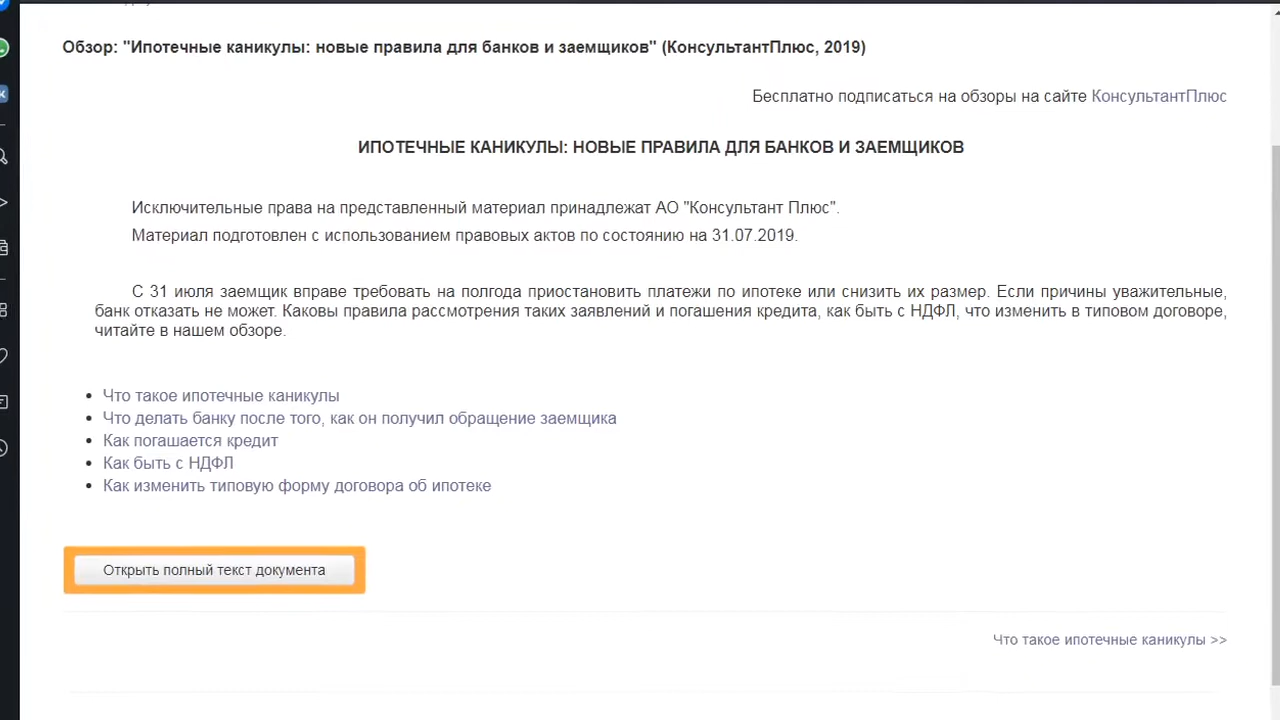 Обзор: "Ипотечные каникулы: новые правила для банков и заемщиков" (КонсультантПлюс, 2019)
Бесплатно подписаться на обзоры на сайте КонсультантПлюс
ИПОТЕЧНЫЕ КАНИКУЛЫ: НОВЫЕ ПРАВИЛА ДЛЯ БАНКОВ И ЗАЕМЩИКОВ
Исключительные права на представленный материал принадлежат АО "Консультант Плюс".
Материал подготовлен с использованием правовых актов по состоянию на 31.07.2019.
С 31 июля заемщик вправе требовать на полгода приостановить платежи по ипотеке или снизить их размер. Если причины уважительные,
банк отказать не может. Каковы правила рассмотрения таких заявлений и погашения кредита, как быть с НДФЛ, что изменить в типовом договоре,
читайте в нашем обзоре.
Что такое ипотечные каникулы
Что делать банку после того, как он получил обращение заемщика
Как погашается кредит
Как быть с НДФЛ
Как изменить типовую форму договора об ипотеке
Открыть полный текст документа
Что такое ипотечные каникулы >>